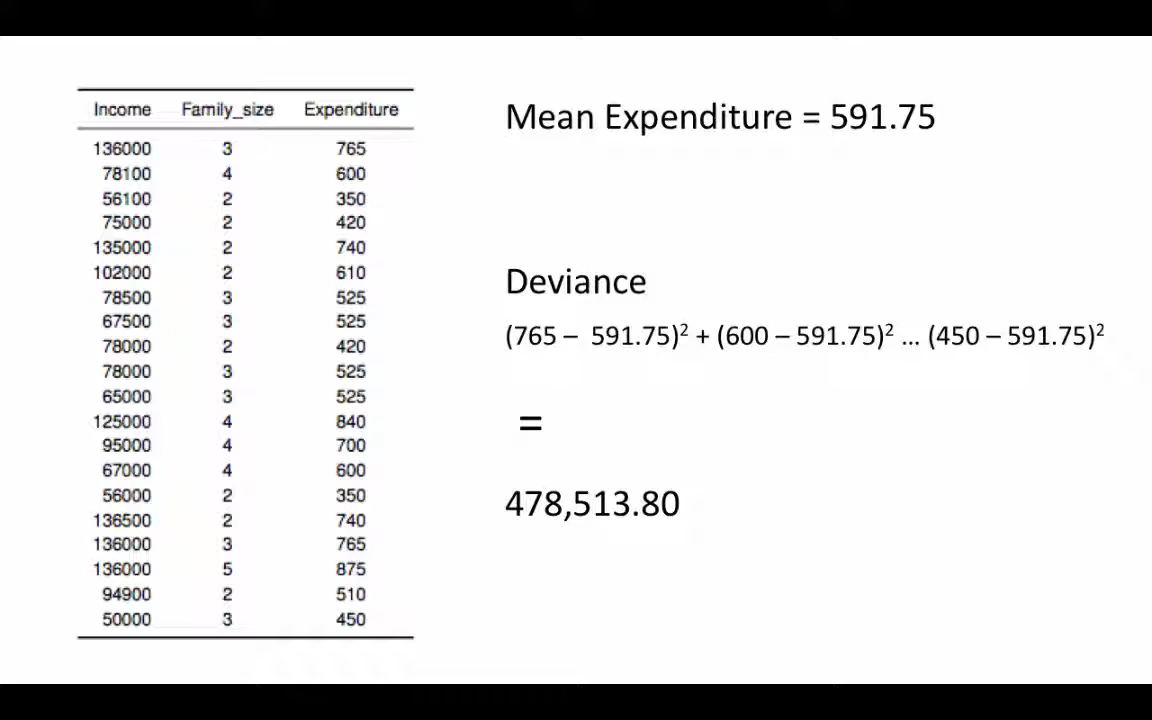 Income Family_size Expenditure
136000 3 765
78100 4 600
56100 2 350
75000 2 420
135000 2 740
102000 2 610
78500 3 525
67500 3 525
78000 2 420
78000 3 525
65000 3 525
125000 4 840
95000 4 700
67000 4 600
56000 2 350
136500 2 740
136000 3 765
136000 5 875
94900 2 510
50000 3 450
Mean Expenditure = 591.75
Deviance
(765 – 591.75)² + (600 – 591.75)² ... (450 – 591.75)²
=
478,513.80